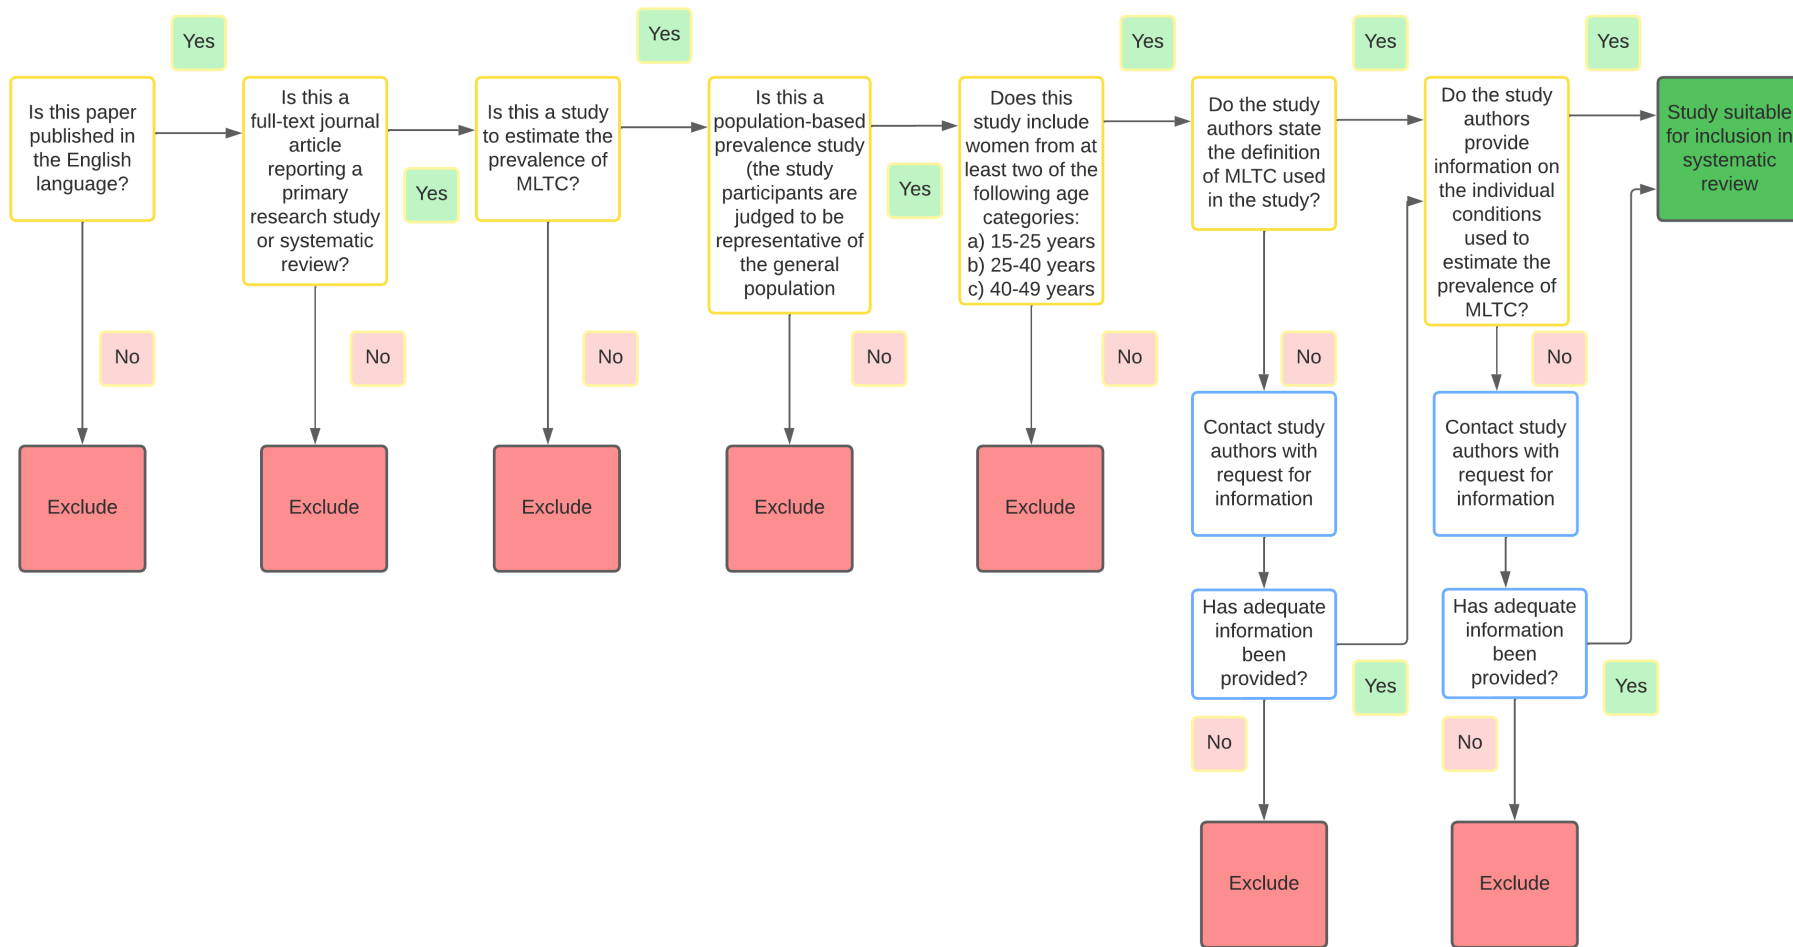 Yes
Yes
Yes
Yes
Yes
Is this paper
published in
the English
language?
Is this a
full-text journal
article
reporting a
primary
research study
or systematic
review?
Is this a study
to estimate the
prevalence of
MLTC?
Is this a
population-based
prevalence study
(the study
participants are
judged to be
representative of
the general
population
Does this
study include
women from at
least two of the
following age
categories:
a) 15-25 years
b) 25-40 years
c) 40-49 years
Do the study
authors state
the definition
of MLTC used
in the study?
Do the study
authors
provide
information on
the individual
conditions
used to
estimate the
prevalence of
MLTC?
Study suitable
for inclusion in
systematic
review
Yes
Yes
No
No
No
No
No
No
No
Exclude
Exclude
Exclude
Exclude
Exclude
Contact study
authors with
request for
information
Contact study
authors with
request for
information
Has adequate
information
been
provided?
Has adequate
information
been
provided?
Yes
Yes
No
No
Exclude
Exclude